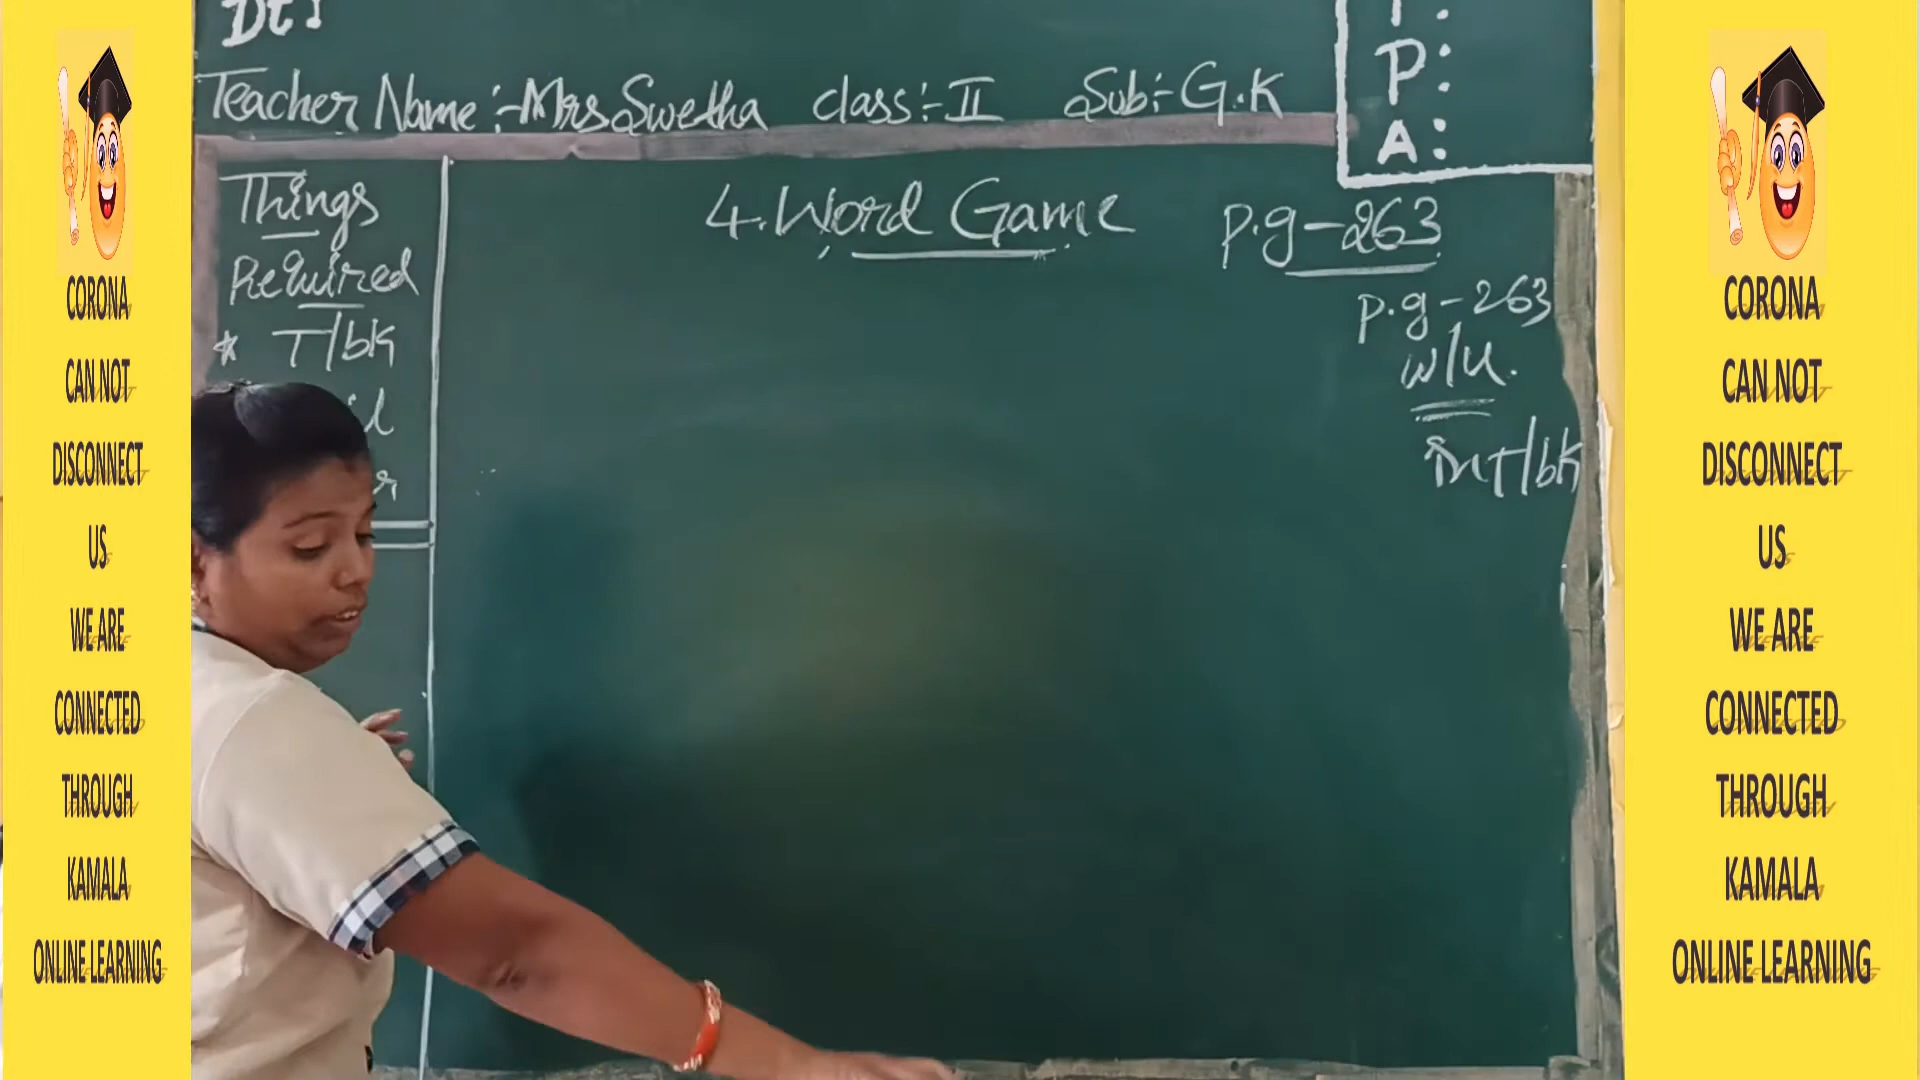 Dt:
Teacher Name :- Mrs Swetha class :- II Sub :- G.K
P :
A :
Things
Required
* T/bk
4. Word Game
P.g - 263
P.g - 263
w/u.
in T/bk
CORONA
CAN NOT
DISCONNECT
US
WE ARE
CONNECTED
THROUGH
KAMALA
ONLINE LEARNING
CORONA
CAN NOT
DISCONNECT
US
WE ARE
CONNECTED
THROUGH
KAMALA
ONLINE LEARNING